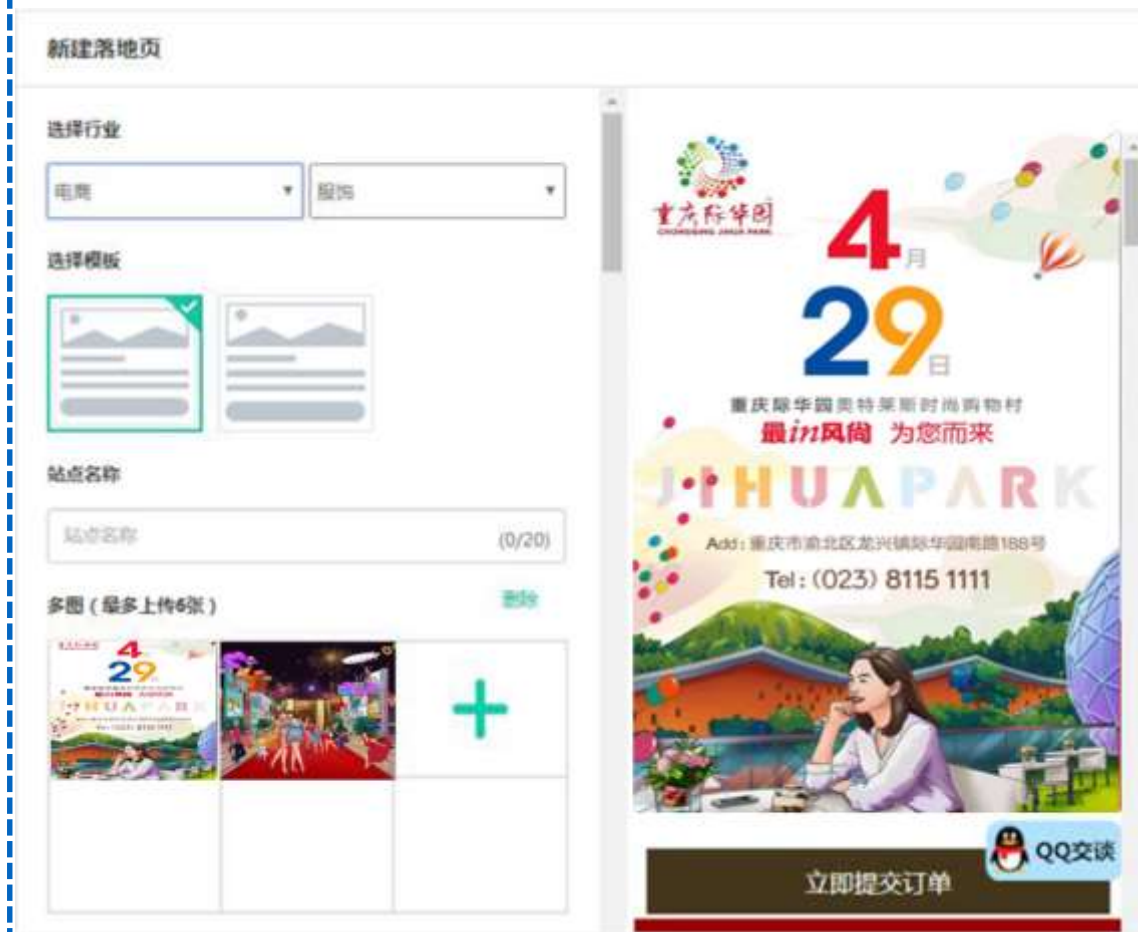 新建落地页
选择行业
电商 服饰
选择模板
站点名称
站点名称 (0/20)
多图（最多上传6张） 删除
4
29
重庆际华园
CHONGQING JIHUA PARK
4月
29日
重庆际华园奥特莱斯时尚购物村
最in风尚 为您而来
JIHUAPARK
Add：重庆市渝北区龙兴镇际华园南路188号
Tel：(023) 8115 1111
QQ交谈
立即提交订单